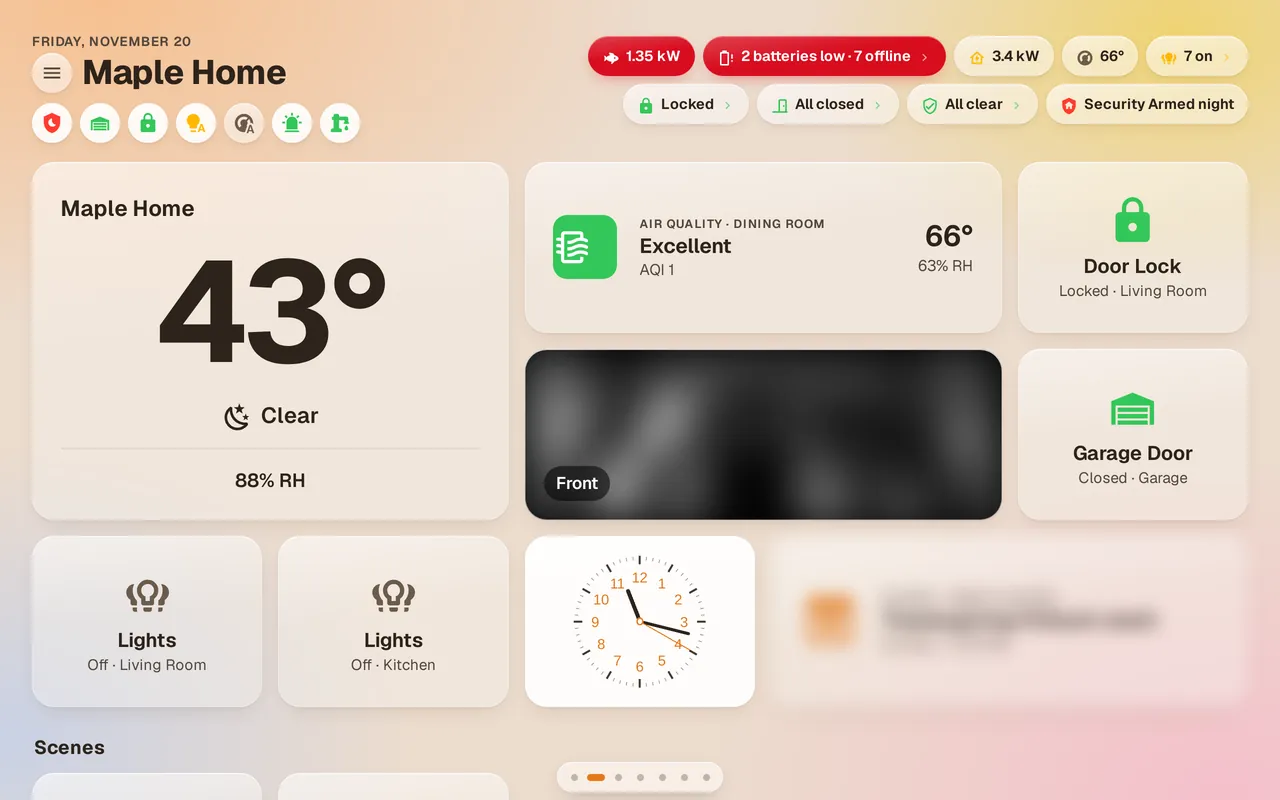 FRIDAY, NOVEMBER 20
Maple Home
1.35 kW
2 batteries low · 7 offline
3.4 kW
66°
7 on
Locked
All closed
All clear
Security Armed night
A
A
Maple Home
43°
Clear
88% RH
AIR QUALITY · DINING ROOM
Excellent
AQI 1
66°
63% RH
Door Lock
Locked · Living Room
Front
Garage Door
Closed · Garage
Lights
Off · Living Room
Lights
Off · Kitchen
12
1
2
3
4
5
6
7
8
9
10
11
Scenes